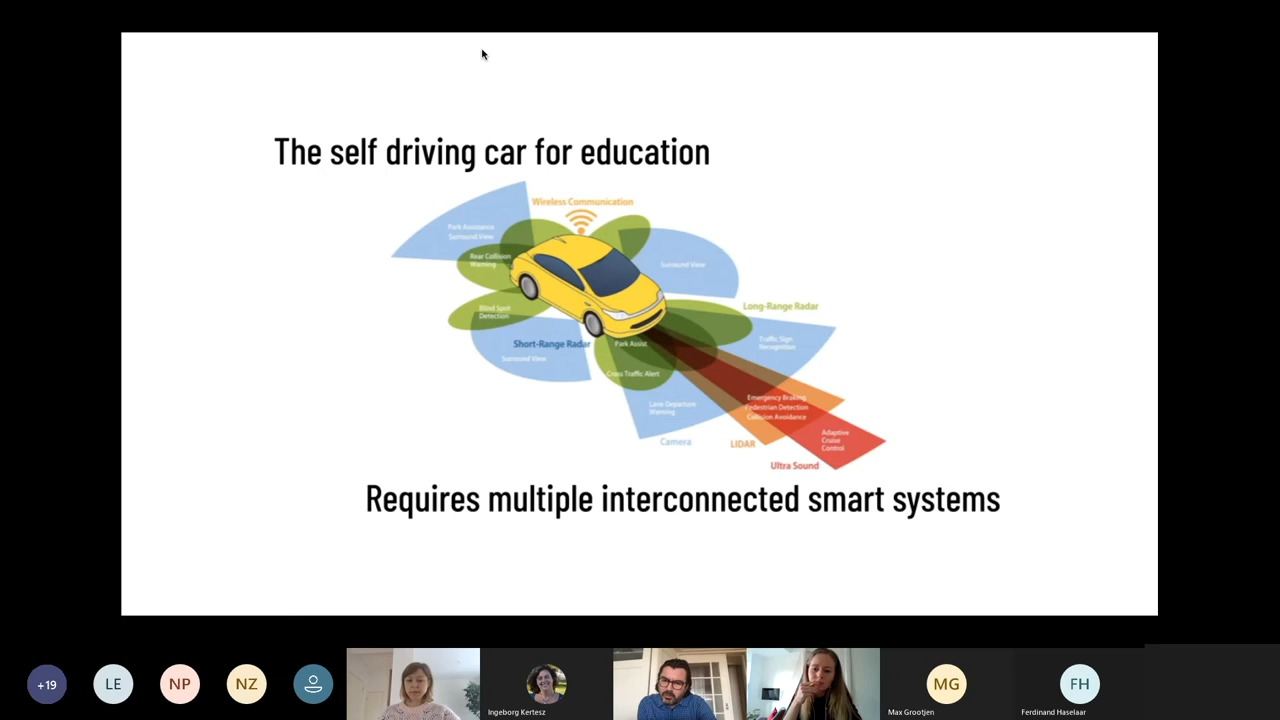 The self driving car for education
Wireless Communication
Park Assistance
Surround View
Rear Collision
Warning
Surround View
Blind Spot
Detection
Long-Range Radar
Short-Range Radar
Park Assist
Traffic Sign
Recognition
Surround View
Cross Traffic Alert
Emergency Braking
Pedestrian Detection
Collision Avoidance
Lane Departure
Warning
Adaptive
Cruise
Control
Camera
LIDAR
Ultra Sound
Requires multiple interconnected smart systems
+19
LE
NP
NZ
Ingeborg Kertesz
MG
Max Grootjen
FH
Ferdinand Haselaar